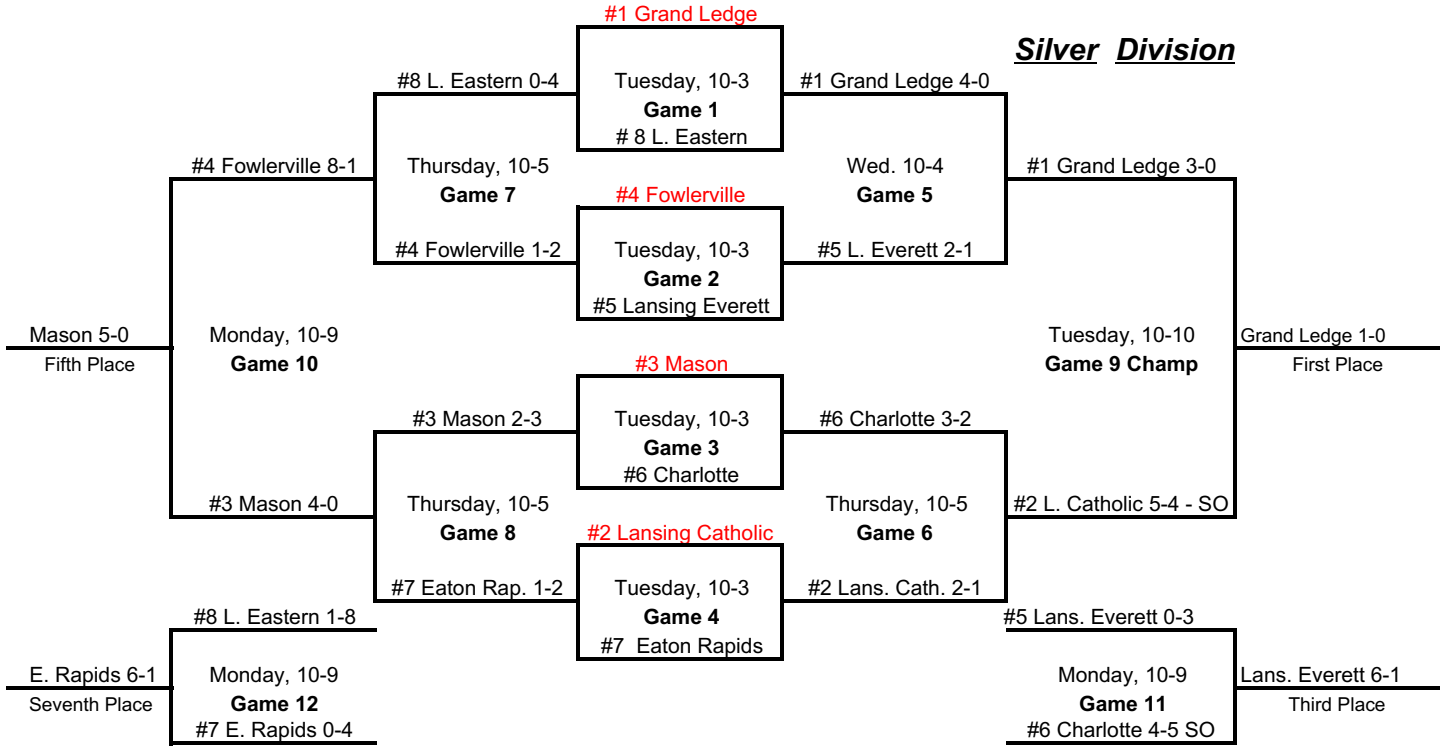 #1 Grand Ledge
Silver Division
#8 L. Eastern 0-4
Tuesday, 10-3
#1 Grand Ledge 4-0
Game 1
# 8 L. Eastern
#4 Fowlerville 8-1
Thursday, 10-5
Wed. 10-4
#1 Grand Ledge 3-0
Game 7
#4 Fowlerville
Game 5
#4 Fowlerville 1-2
Tuesday, 10-3
#5 L. Everett 2-1
Game 2
#5 Lansing Everett
Mason 5-0
Monday, 10-9
Tuesday, 10-10
Grand Ledge 1-0
Fifth Place
Game 10
#3 Mason
Game 9 Champ
First Place
#3 Mason 2-3
Tuesday, 10-3
#6 Charlotte 3-2
Game 3
#6 Charlotte
#3 Mason 4-0
Thursday, 10-5
Thursday, 10-5
#2 L. Catholic 5-4 - SO
Game 8
#2 Lansing Catholic
Game 6
#7 Eaton Rap. 1-2
Tuesday, 10-3
#2 Lans. Cath. 2-1
#8 L. Eastern 1-8
Game 4
#5 Lans. Everett 0-3
#7 Eaton Rapids
E. Rapids 6-1
Monday, 10-9
Monday, 10-9
Lans. Everett 6-1
Seventh Place
Game 12
Game 11
Third Place
#7 E. Rapids 0-4
#6 Charlotte 4-5 SO